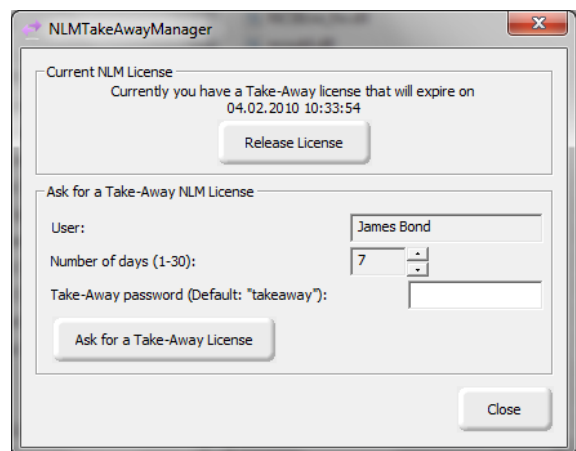 NLMTakeAwayManager
Current NLM License
Currently you have a Take-Away license that will expire on
04.02.2010 10:33:54
Release License
Ask for a Take-Away NLM License
User: James Bond
Number of days (1-30): 7
Take-Away password (Default: "takeaway"):
Ask for a Take-Away License
Close